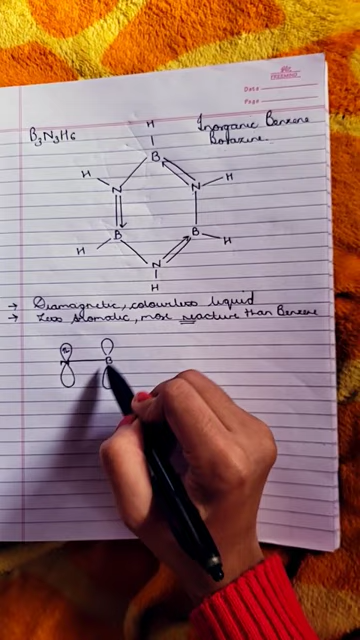 Date
Page
B3N3H6
Inorganic Benzene
Borazine
H
B
H
N
N
H
B
B
H
H
N
H
→ Diamagnetic, colourless liquid
→ Less aromatic, more reactive than Benzene
N
B